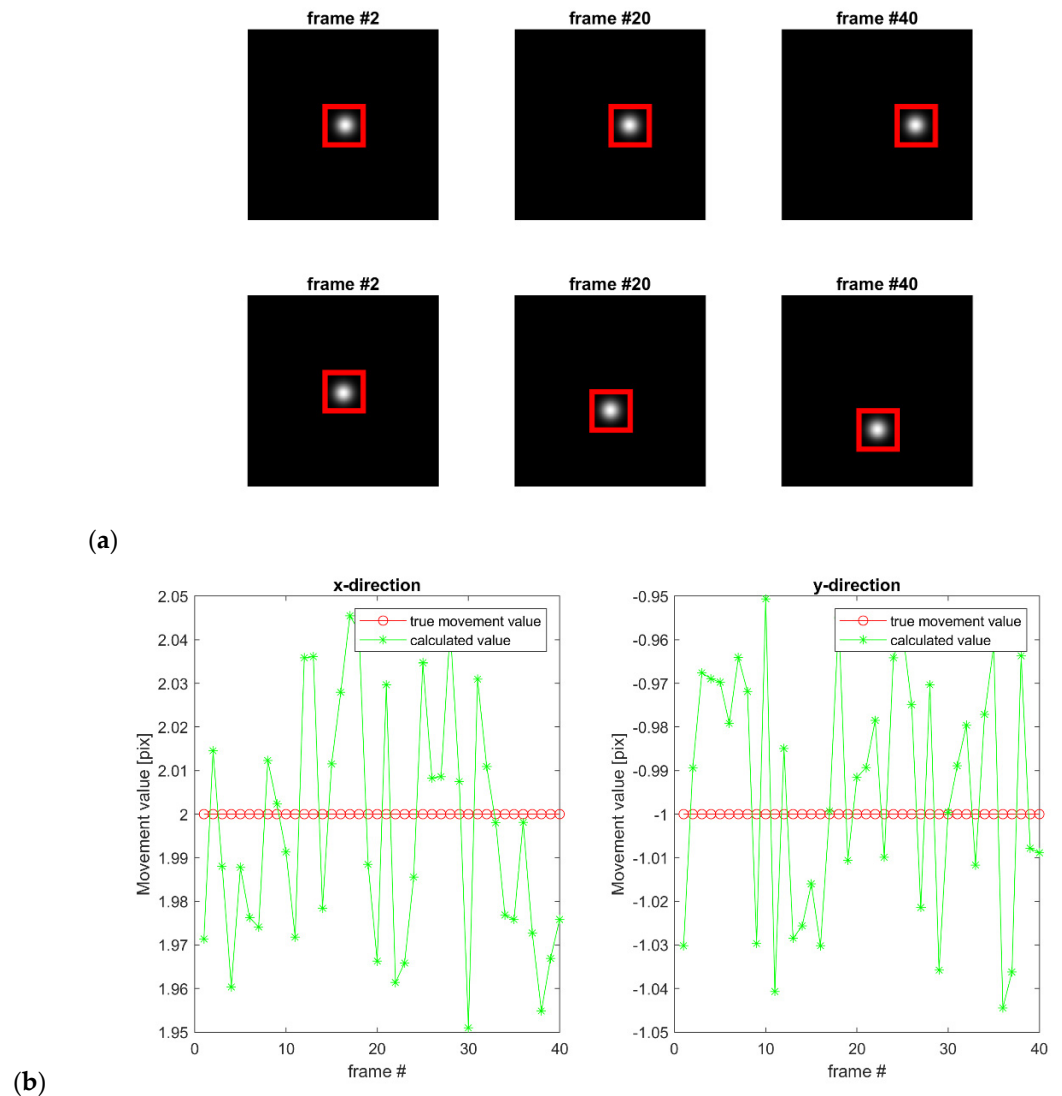 frame #2 frame #20 frame #40
frame #2 frame #20 frame #40
(a)
x-direction
2.05
2.04
2.03
2.02
2.01
2
1.99
1.98
1.97
1.96
1.95
Movement value [pix]
true movement value
calculated value
0 10 20 30 40
frame #
y-direction
-0.95
-0.96
-0.97
-0.98
-0.99
-1
-1.01
-1.02
-1.03
-1.04
-1.05
Movement value [pix]
true movement value
calculated value
0 10 20 30 40
frame #
(b)